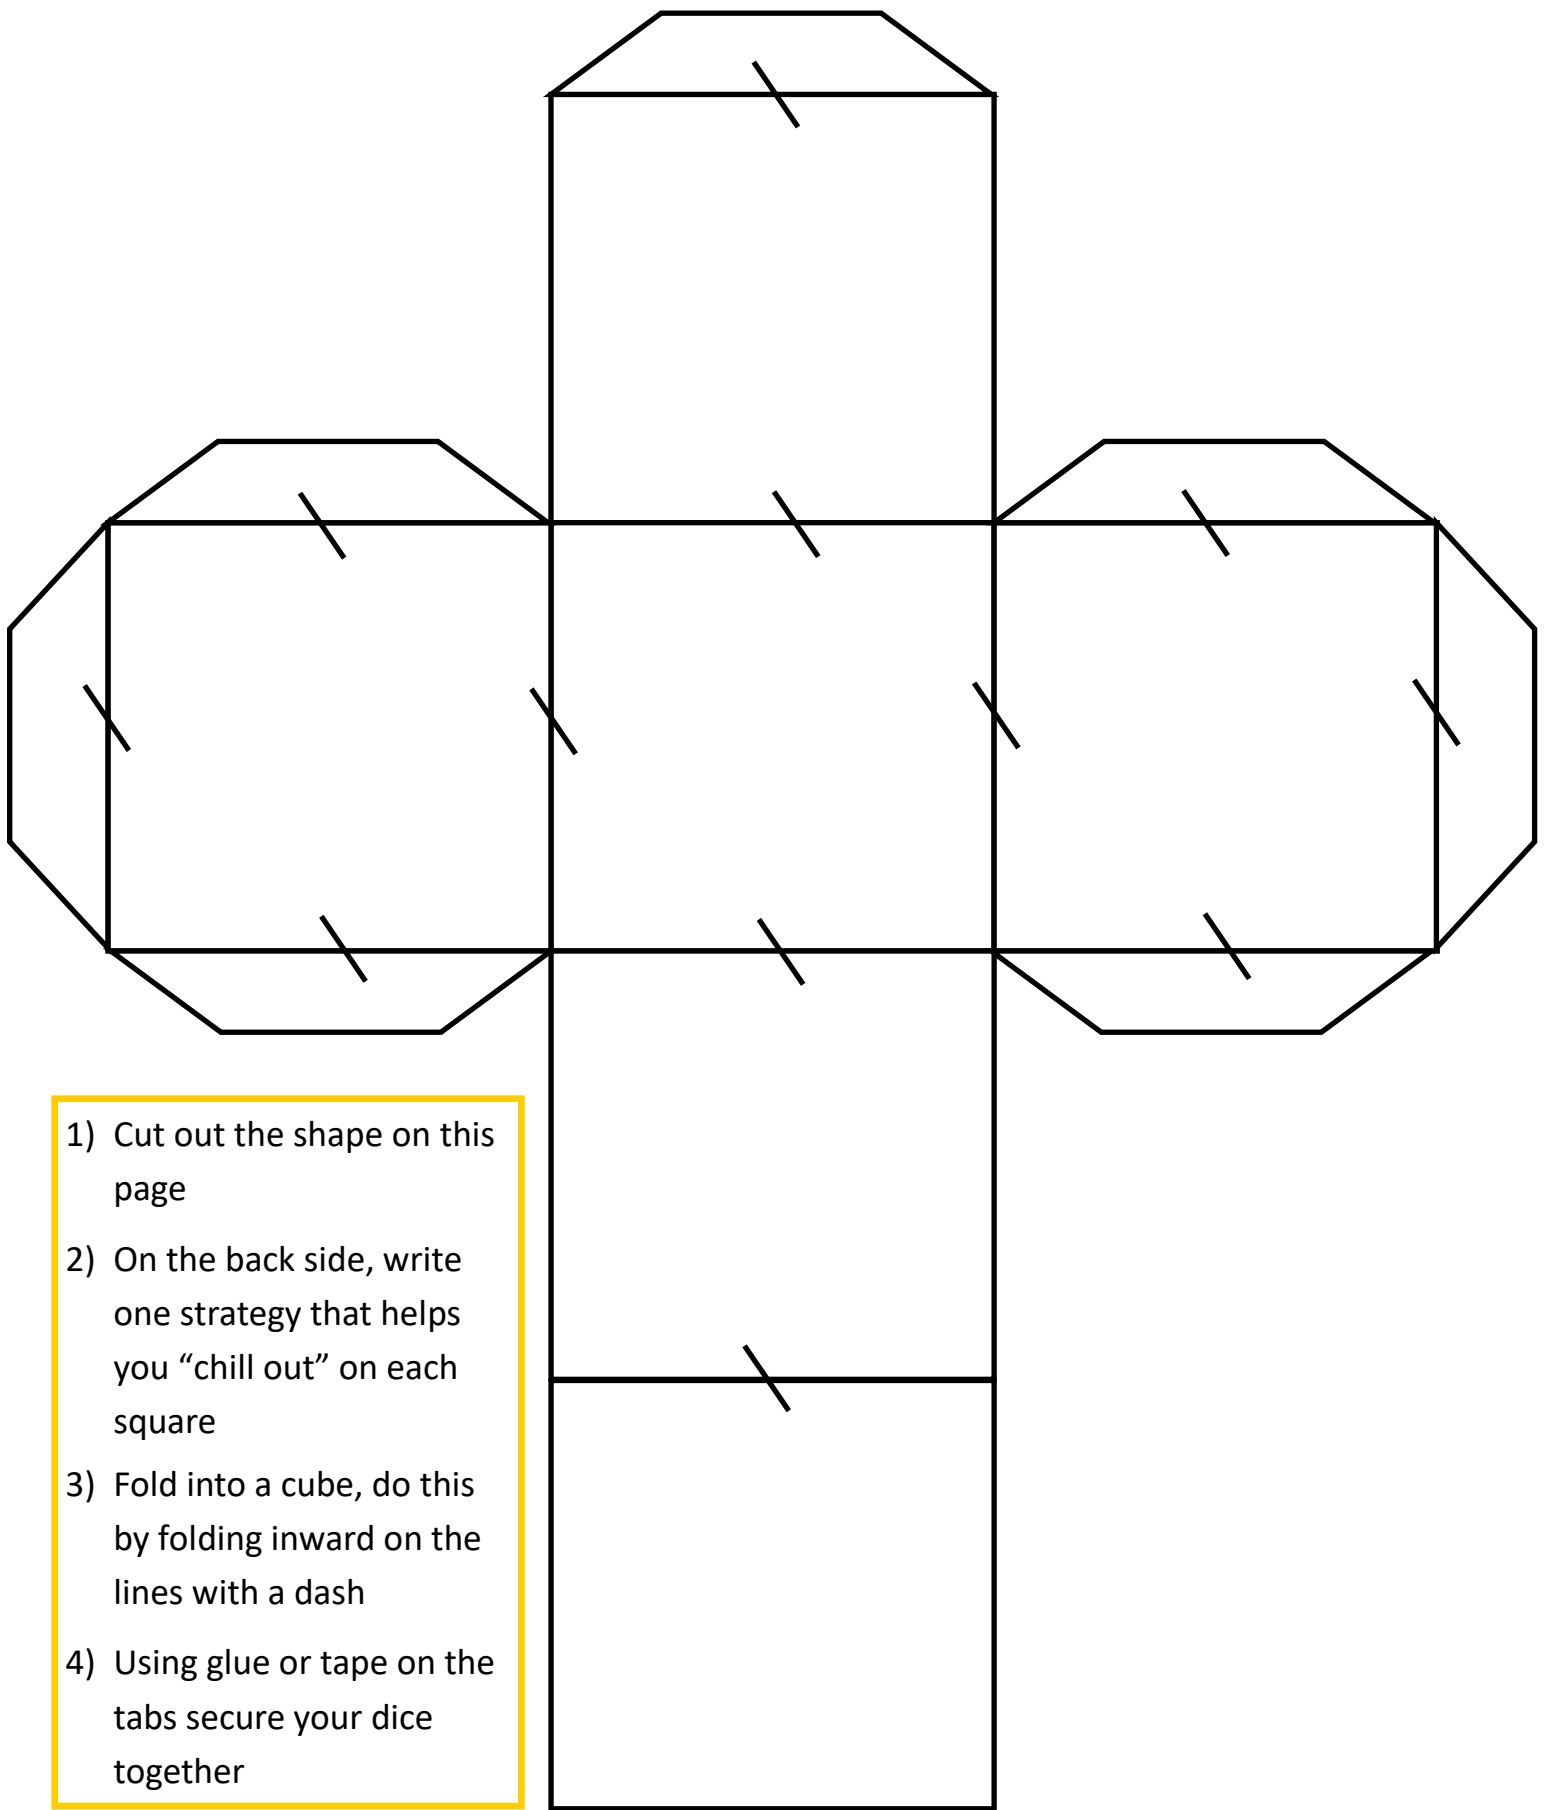 1) Cut out the shape on this
page
2) On the back side, write
one strategy that helps
you “chill out” on each
square
3) Fold into a cube, do this
by folding inward on the
lines with a dash
4) Using glue or tape on the
tabs secure your dice
together